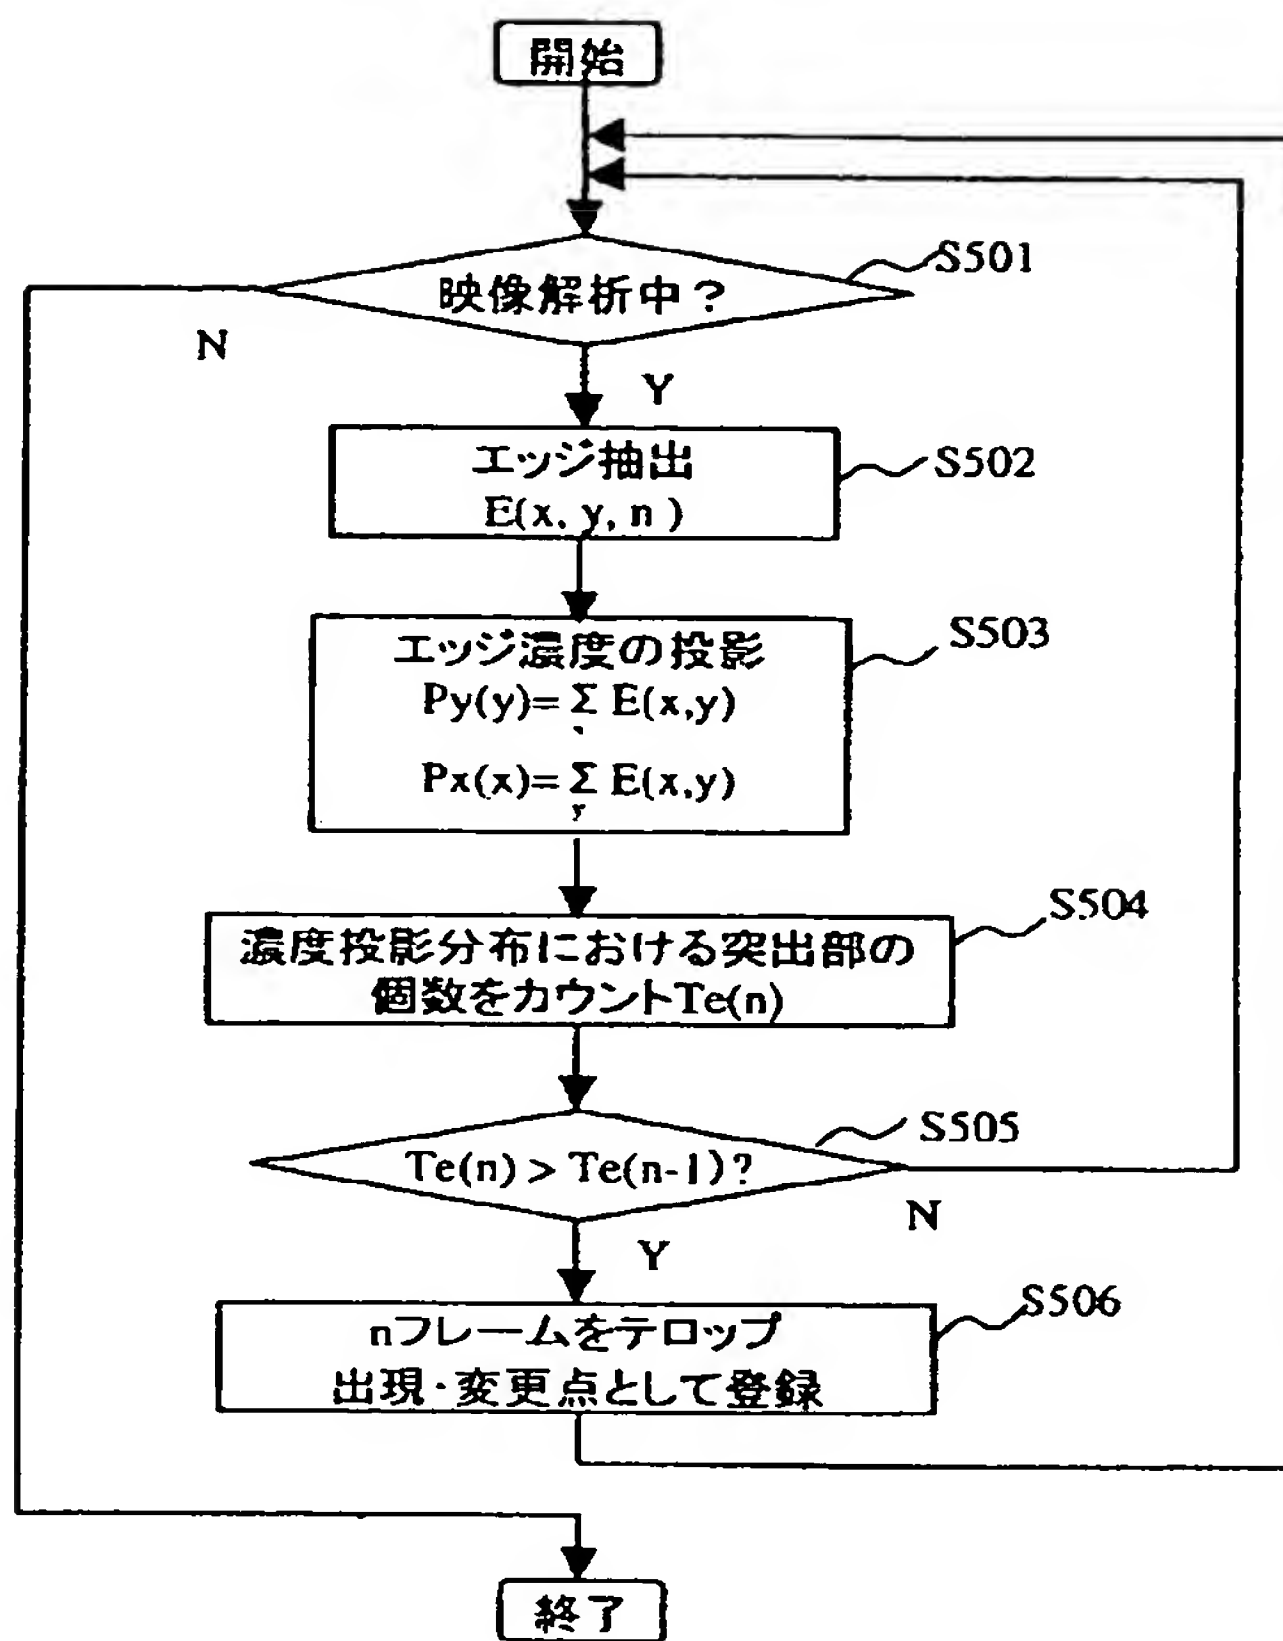 開始
S501
映像解析中？
N
Y
エッジ抽出
S502
E(x, y, n )
S503
エッジ濃度の投影
Py(y)= Σ E(x,y)
Px(x)= Σ E(x,y)
y
S504
濃度投影分布における突出部の
個数をカウントTe(n)
S505
Te(n) > Te(n-1)?
N
Y
S506
nフレームをテロップ
出現・変更点として登録
終了